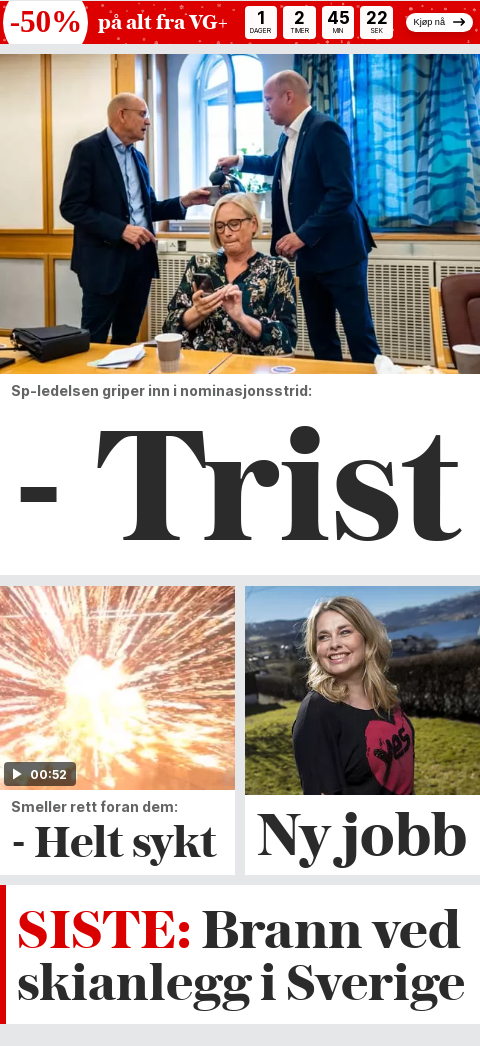 -50% på alt fra VG+
1 DAGER 2 TIMER 45 MIN 22 SEK
Kjøp nå
Sp-ledelsen griper inn i nominasjonsstrid:
- Trist
00:52
yes
Smeller rett foran dem:
- Helt sykt
Ny jobb
SISTE: Brann ved
skianlegg i Sverige